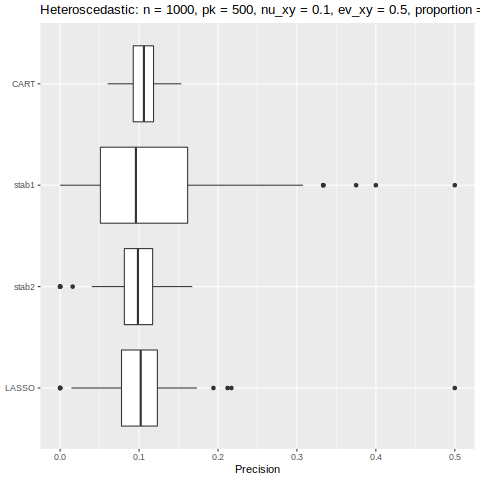 Heteroscedastic: n = 1000, pk = 500, nu_xy = 0.1, ev_xy = 0.5, proportion =
CART
stab1
stab2
LASSO
0.0 0.1 0.2 0.3 0.4 0.5
Precision